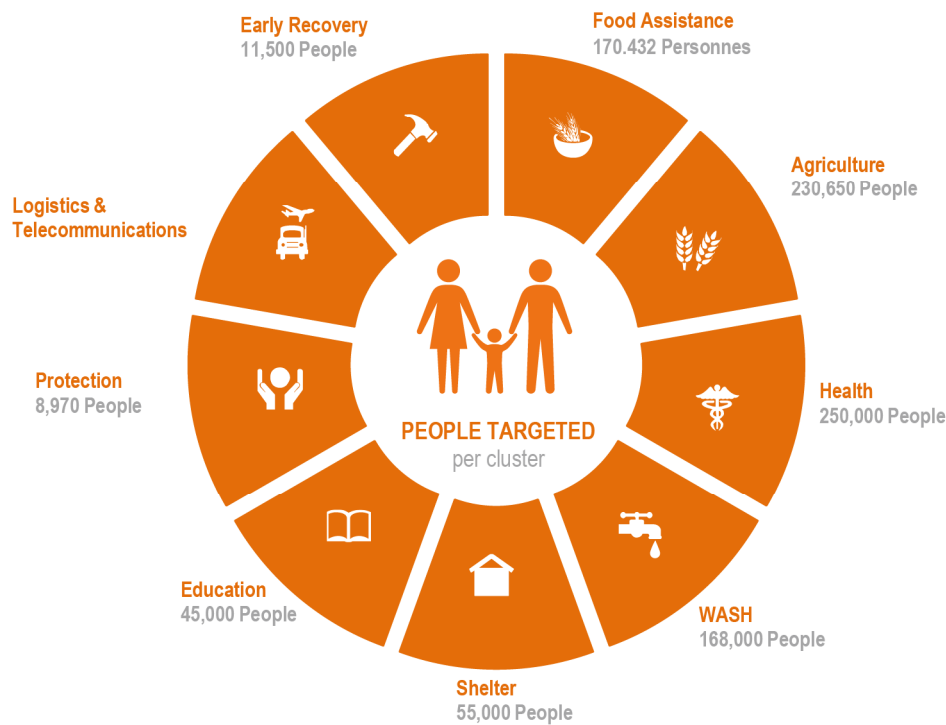 Early Recovery
11,500 People
Food Assistance
170.432 Personnes
Agriculture
230,650 People
Logistics &
Telecommunications
Protection
8,970 People
Health
250,000 People
PEOPLE TARGETED
per cluster
Education
45,000 People
WASH
168,000 People
Shelter
55,000 People